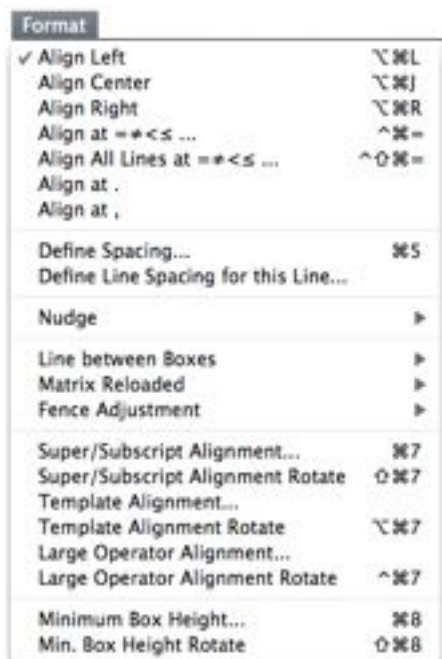 Format
✓ Align Left ⌥⌘L
Align Center ⌥⌘J
Align Right ⌥⌘R
Align at =≠<≤ ... ^⌘=
Align All Lines at =≠<≤ ... ^⇧⌘=
Align at .
Align at ,
Define Spacing... ⌘5
Define Line Spacing for this Line...
Nudge ▶
Line between Boxes ▶
Matrix Reloaded ▶
Fence Adjustment ▶
Super/Subscript Alignment... ⌘7
Super/Subscript Alignment Rotate ⇧⌘7
Template Alignment...
Template Alignment Rotate ⌥⌘7
Large Operator Alignment...
Large Operator Alignment Rotate ^⌘7
Minimum Box Height... ⌘8
Min. Box Height Rotate ⇧⌘8